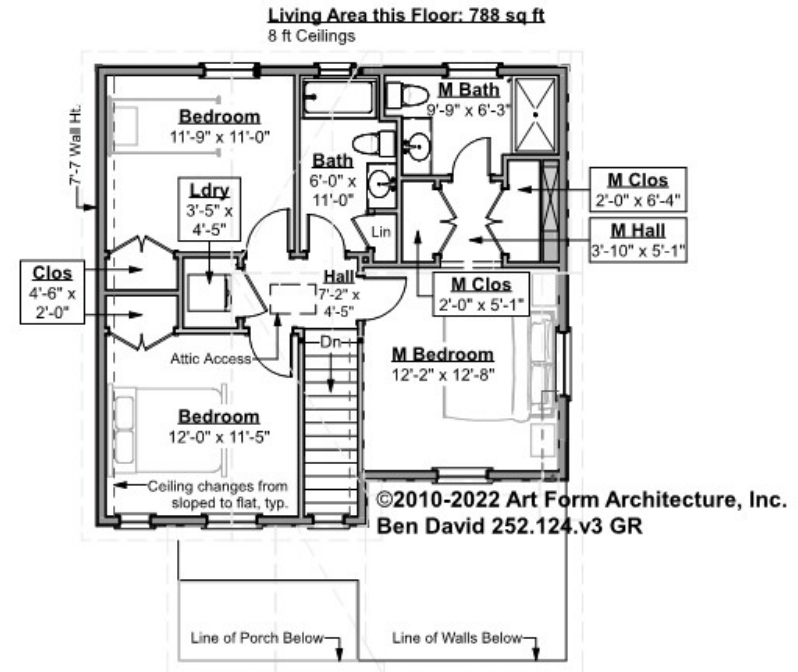 Living Area this Floor: 788 sq ft
8 ft Ceilings
7'-7 Wall Ht.
Bedroom
11'-9" x 11'-0"
M Bath
9'-9" x 6'-3"
Bath
6'-0" x
11'-0"
Ldry
3'-5" x
4'-5"
Lin
M Clos
2'-0" x 6'-4"
M Hall
3'-10" x 5'-1"
Clos
4'-6" x
2'-0"
Hall
7'-2" x
4'-5"
M Clos
2'-0" x 5'-1"
Attic Access
Dn
M Bedroom
12'-2" x 12'-8"
Bedroom
12'-0" x 11'-5"
Ceiling changes from
sloped to flat, typ.
©2010-2022 Art Form Architecture, Inc.
Ben David 252.124.v3 GR
Line of Porch Below
Line of Walls Below